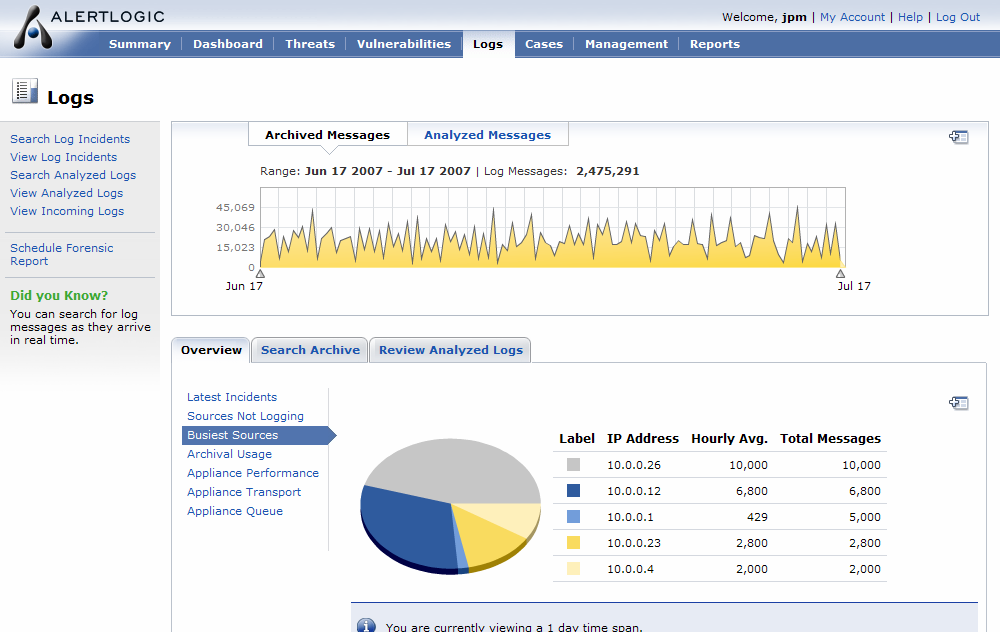 ALERTLOGIC
Welcome, jpm | My Account | Help | Log Out
Summary Dashboard Threats Vulnerabilities Logs Cases Management Reports
Logs
Search Log Incidents
View Log Incidents
Search Analyzed Logs
View Analyzed Logs
View Incoming Logs
Schedule Forensic
Report
Did you Know?
You can search for log
messages as they arrive
in real time.
Archived Messages Analyzed Messages
Range: Jun 17 2007 - Jul 17 2007 | Log Messages: 2,475,291
45,069
30,046
15,023
0
Jun 17 Jul 17
Overview Search Archive Review Analyzed Logs
Latest Incidents
Sources Not Logging
Busiest Sources
Archival Usage
Appliance Performance
Appliance Transport
Appliance Queue
Label IP Address Hourly Avg. Total Messages
10.0.0.26 10,000 10,000
10.0.0.12 6,800 6,800
10.0.0.1 429 5,000
10.0.0.23 2,800 2,800
10.0.0.4 2,000 2,000
You are currently viewing a 1 day time span.